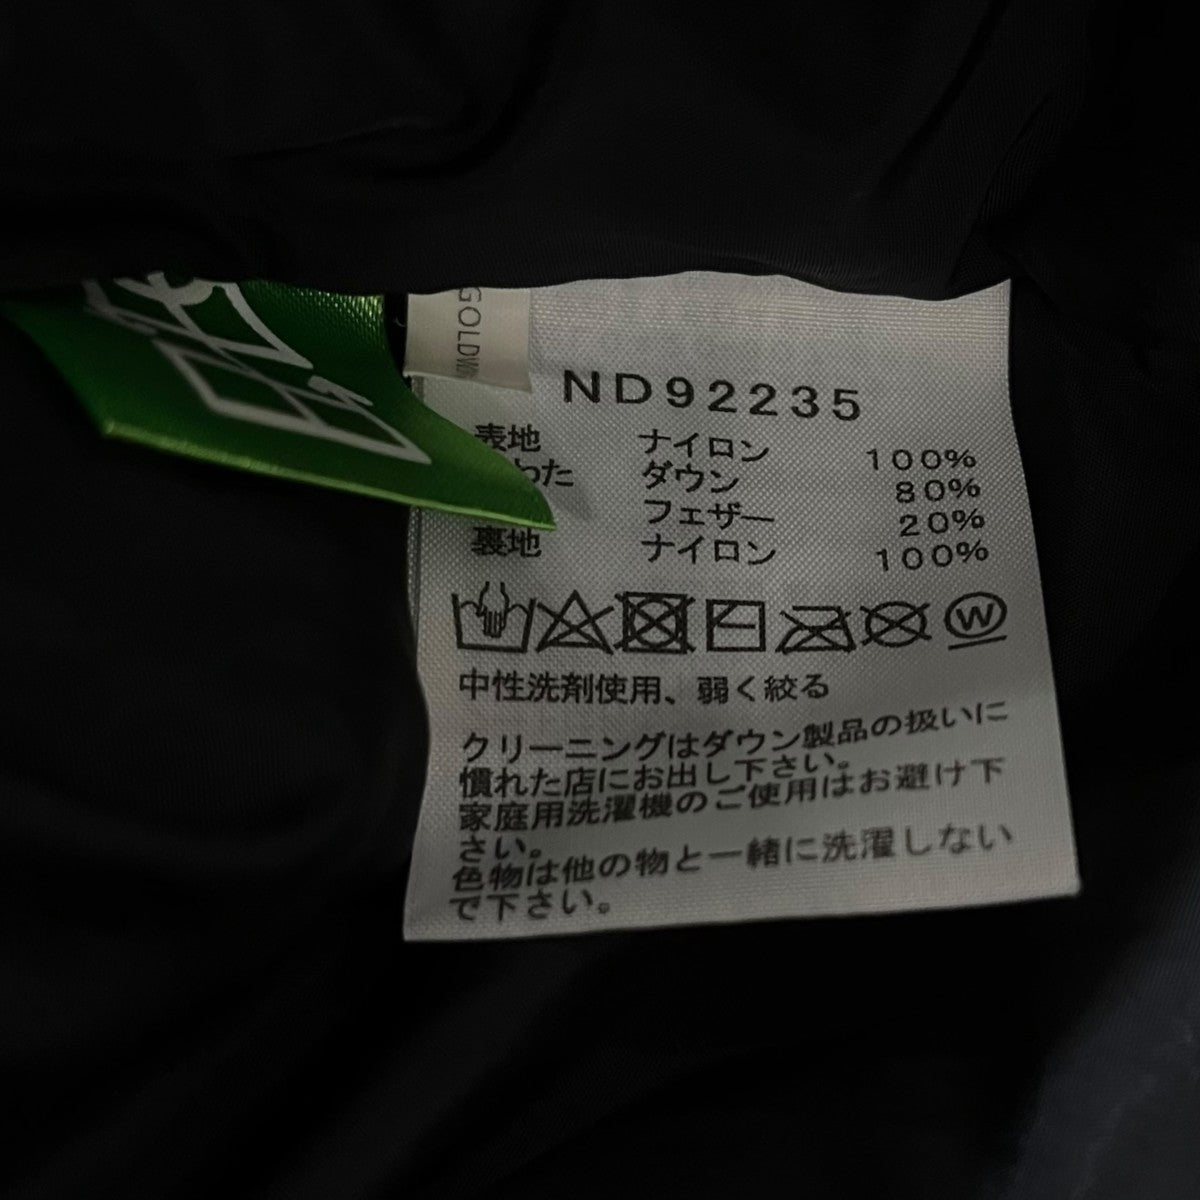 GOLDWIN
ND92235
表地 ナイロン 100%
わた ダウン 80%
フェザー 20%
裏地 ナイロン 100%
W
中性洗剤使用、弱く絞る
クリーニングはダウン製品の扱いに
慣れた店にお出し下さい。
家庭用洗濯機のご使用はお避け下
さい。
色物は他の物と一緒に洗濯しない
で下さい。